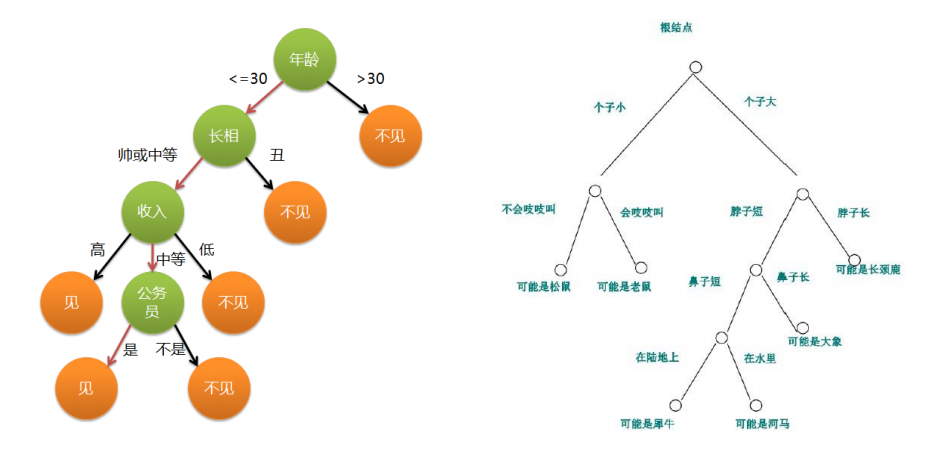 年龄
<=30
>30
长相
不见
帅或中等
丑
收入
不见
高
中等
低
见
公务
员
不见
是
不是
见
不见
根结点
个子小
个子大
不会吱吱叫
会吱吱叫
脖子短
脖子长
可能是松鼠
可能是老鼠
鼻子短
鼻子长
可能是长颈鹿
在陆地上
在水里
可能是大象
可能是犀牛
可能是河马